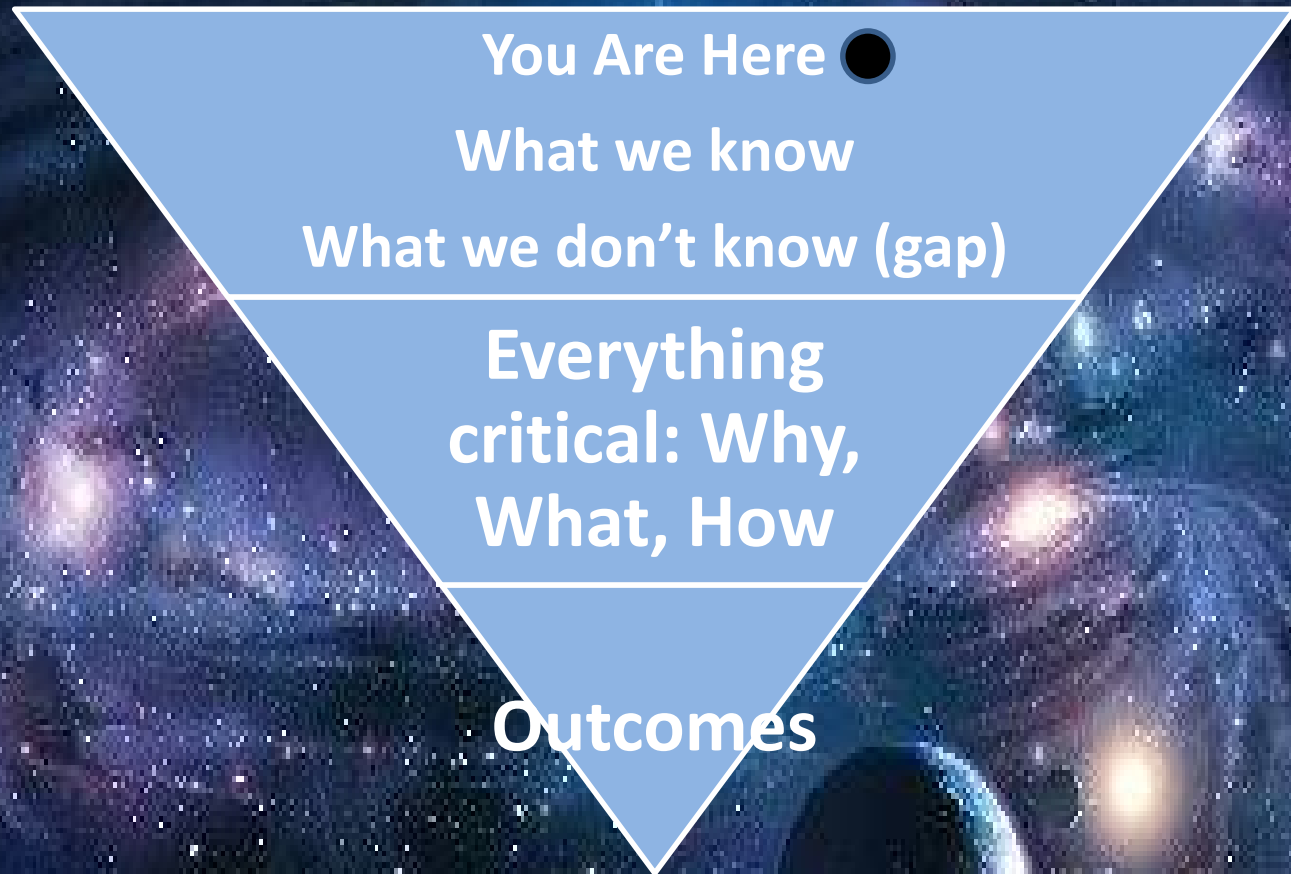 You Are Here
What we know
What we don’t know (gap)
Everything
critical: Why,
What, How
Outcomes